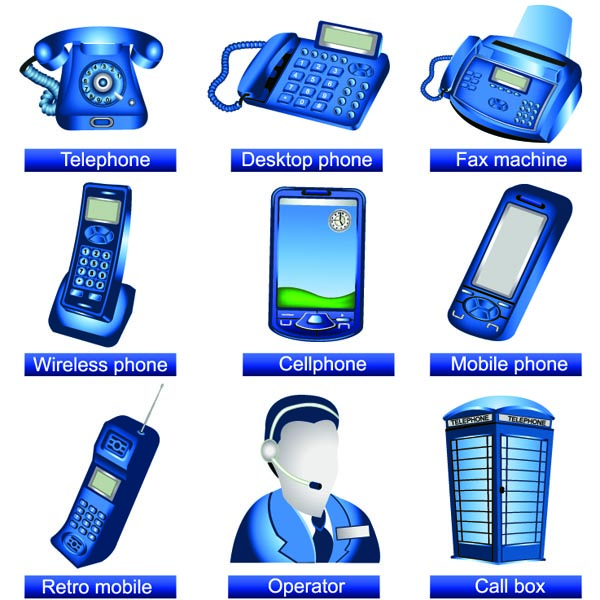 Telephone
Desktop phone
Fax machine
Wireless phone
Cellphone
Mobile phone
TELEPHONE
TELEPHONE
Retro mobile
Operator
Call box